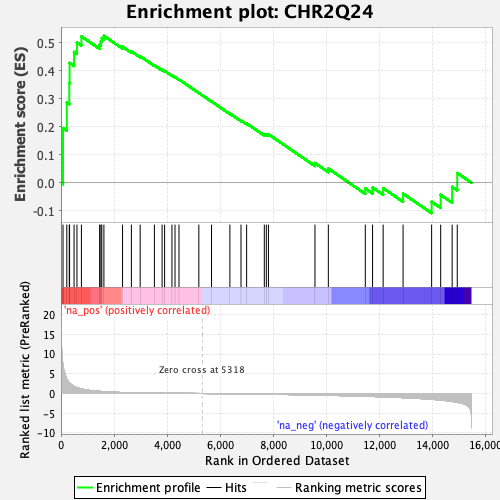 Enrichment plot: CHR2Q24
Enrichment score (ES)
0.5
0.4
0.3
0.2
0.1
0.0
-0.1
'na_pos' (positively correlated)
Ranked list metric (PreRanked)
20
15
10
5
0
-5
-10
Zero cross at 5318
'na_neg' (negatively correlated)
0 2,000 4,000 6,000 8,000 10,000 12,000 14,000 16,000
Rank in Ordered Dataset
Enrichment profile Hits Ranking metric scores